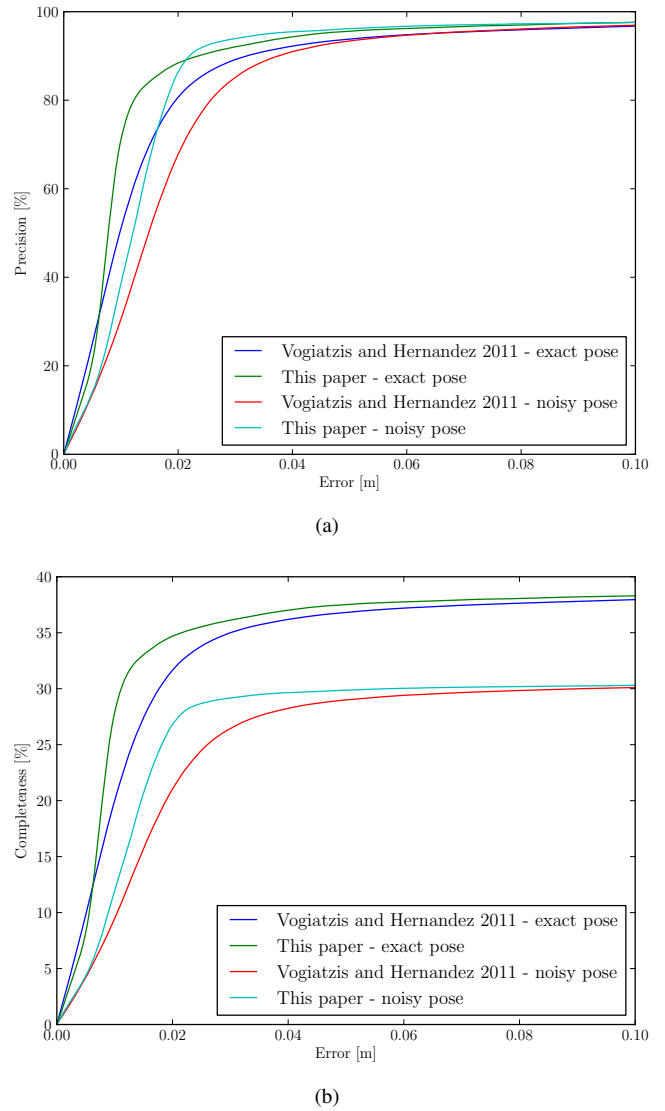 100
80
60
40
20
0
Precision [%]
Vogiatzis and Hernandez 2011 - exact pose
This paper - exact pose
Vogiatzis and Hernandez 2011 - noisy pose
This paper - noisy pose
0.00 0.02 0.04 0.06 0.08 0.10
Error [m]
(a)
40
35
30
25
20
15
10
5
0
Completeness [%]
Vogiatzis and Hernandez 2011 - exact pose
This paper - exact pose
Vogiatzis and Hernandez 2011 - noisy pose
This paper - noisy pose
0.00 0.02 0.04 0.06 0.08 0.10
Error [m]
(b)